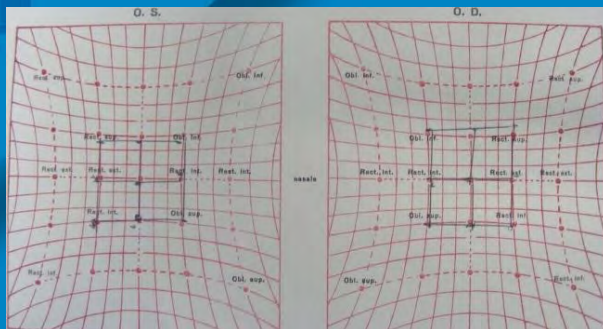 O. S.
O. D.
Rect. sup.
Obl. inf.
Obl. inf.
Rect. sup.
Rect. sup.
Obl. inf.
Obl. inf.
Rect. sup.
Rect. ext.
Rect. ext.
Rect. int.
Rect. int.
nasale
Rect. int.
Rect. int.
Rect. ext.
Rect. ext.
Rect. inf.
Obl. sup.
Obl. sup.
Rect. inf.
Rect. inf.
Obl. sup.
Obl. sup.
Rect. inf.